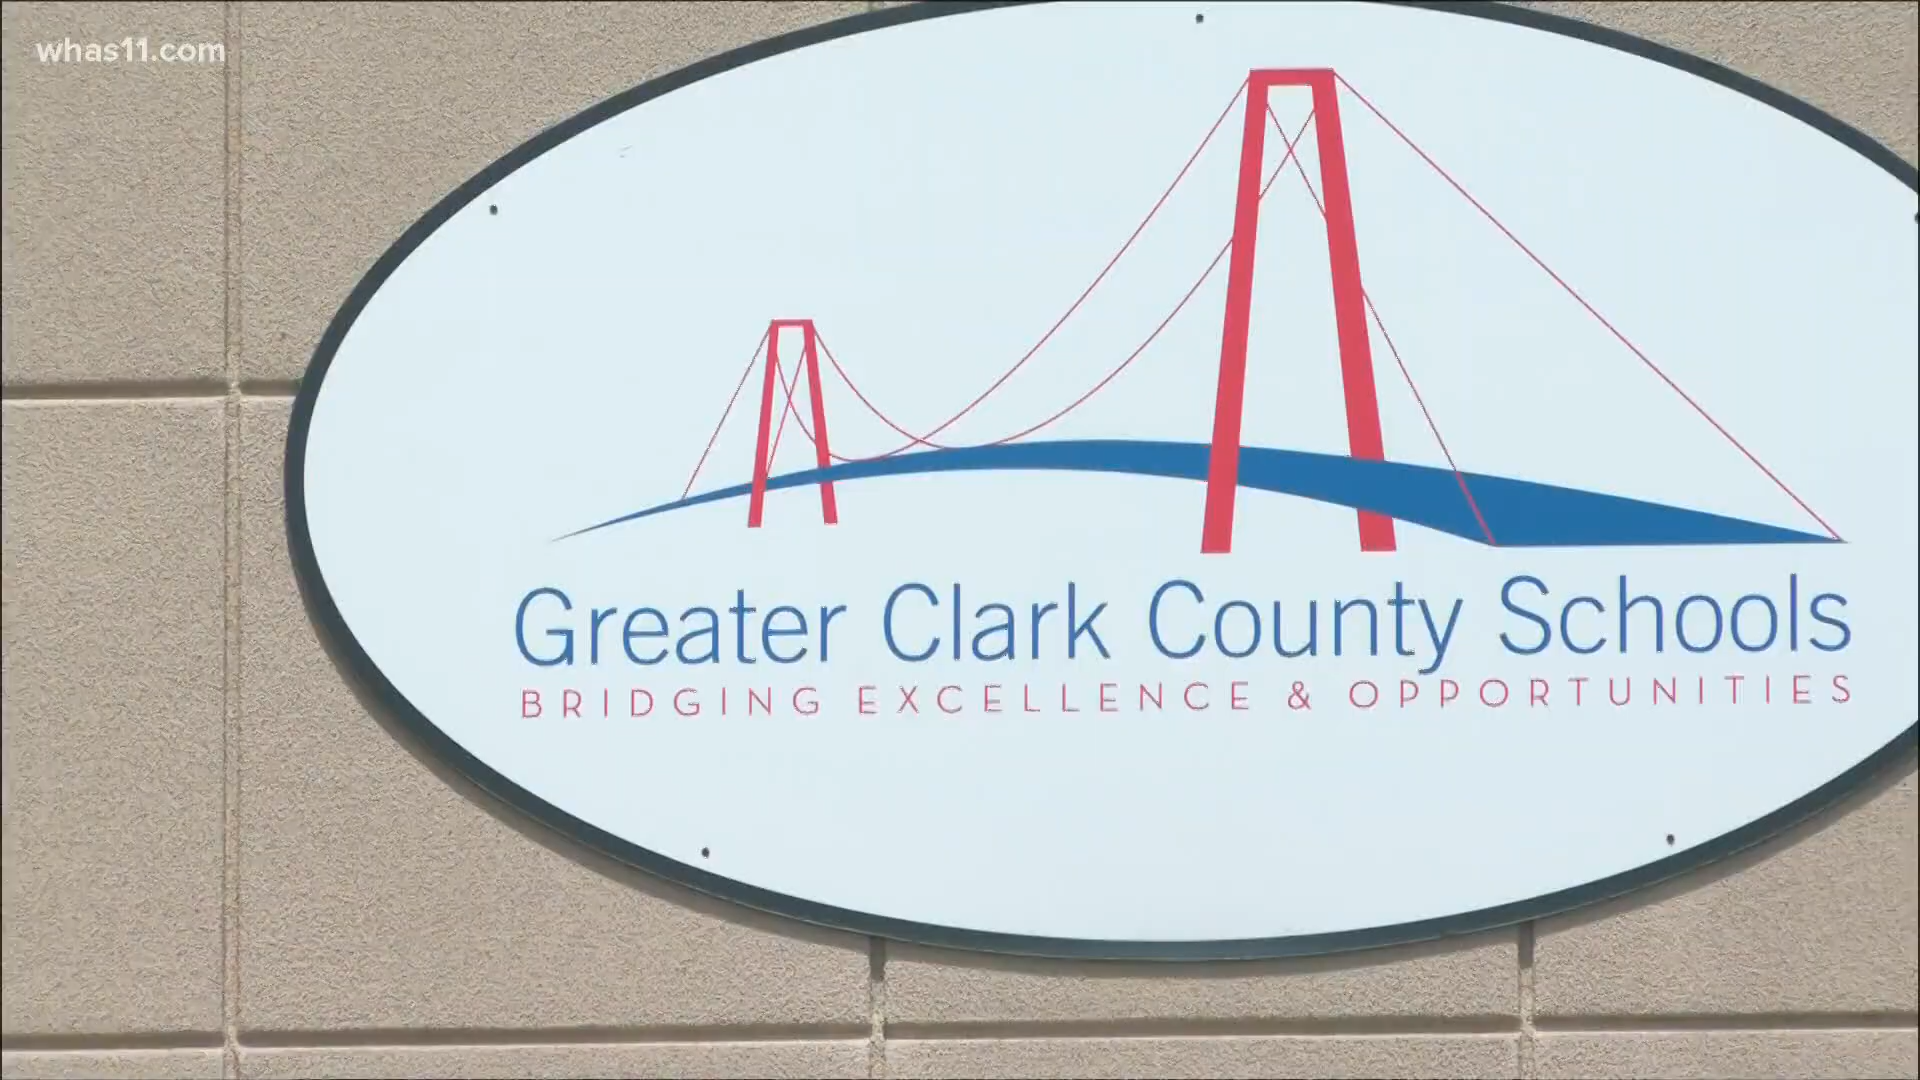 whas11.com
Greater Clark County Schools
BRIDGING EXCELLENCE & OPPORTUNITIES